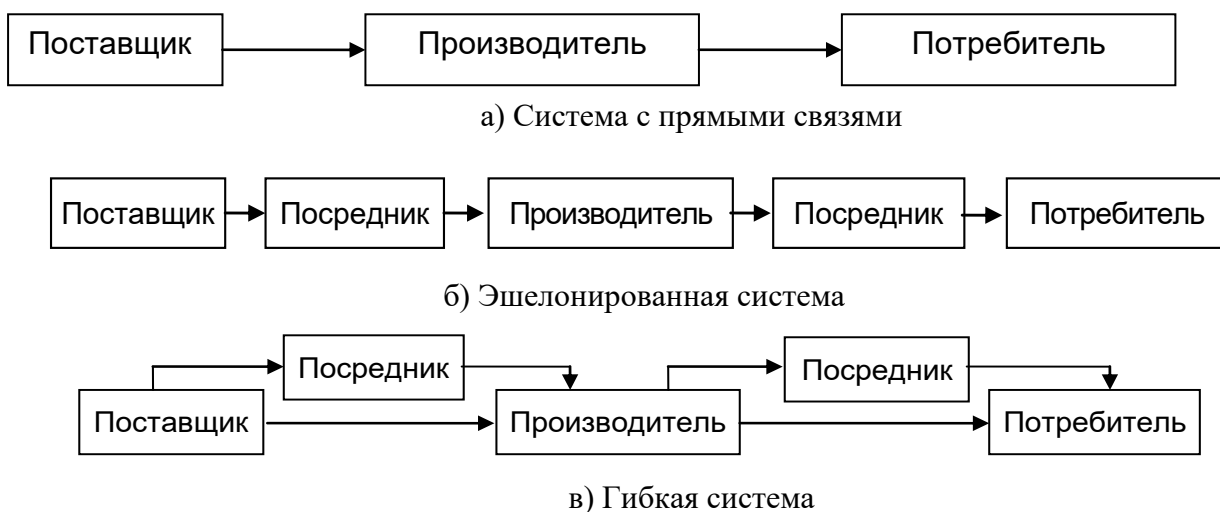 Поставщик Производитель Потребитель
а) Система с прямыми связями
Поставщик Посредник Производитель Посредник Потребитель
б) Эшелонированная система
Посредник Посредник
Поставщик Производитель Потребитель
в) Гибкая система